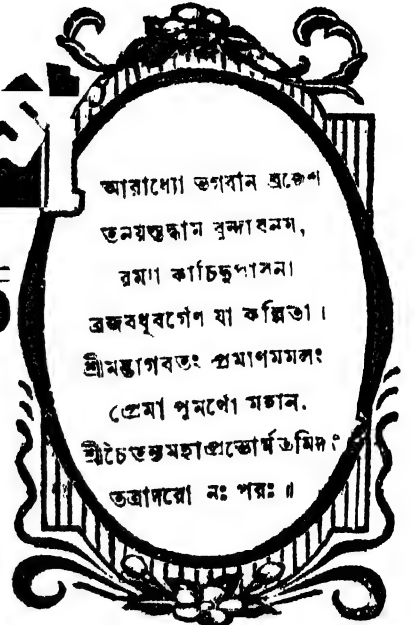 আরাধ্যো ভগবান ব্রজেশ
তনয়স্তদ্ধাম বৃন্দাবনম,
রম্যা কাচিদুপাসনা
ব্রজবধূবর্গেণ যা কল্পিতা ।
শ্রীমদ্ভাগবতং প্রমাণমমলং
প্রেমা পুমর্থো মহান.
শ্রীচৈতন্যমহাপ্রভোর্মতমিদং
তত্রাদরো নঃ পরঃ ॥